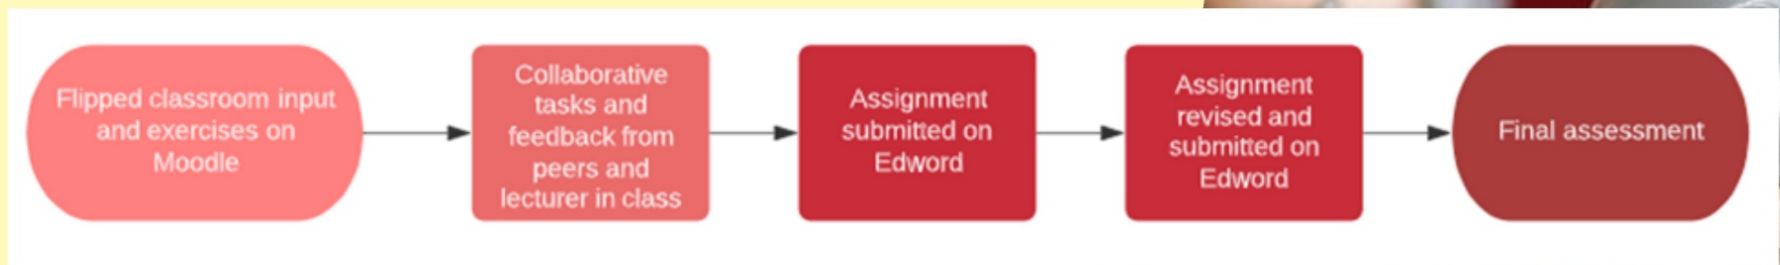 Flipped classroom input
and exercises on
Moodle
Collaborative
tasks and
feedback from
peers and
lecturer in class
Assignment
submitted on
Edword
Assignment
revised and
submitted on
Edword
Final assessment